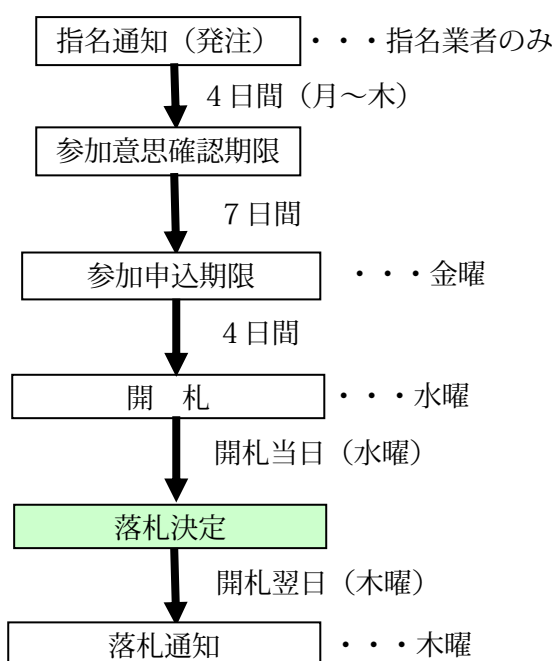 指名通知（発注） ・・・指名業者のみ
４日間（月～木）
参加意思確認期限
７日間
参加申込期限 ・・・金曜
４日間
開　札 ・・・水曜
開札当日（水曜）
落札決定
開札翌日（木曜）
落札通知 ・・・木曜